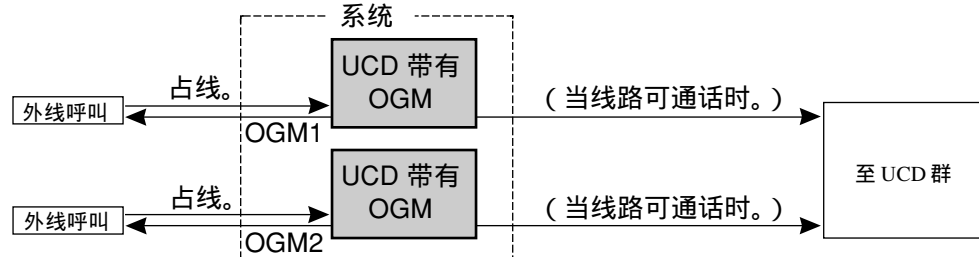 系统
UCD 带有
OGM
占线。
外线呼叫
OGM1
(当线路可通话时。)
UCD 带有
OGM
占线。
外线呼叫
OGM2
(当线路可通话时。)
至 UCD 群